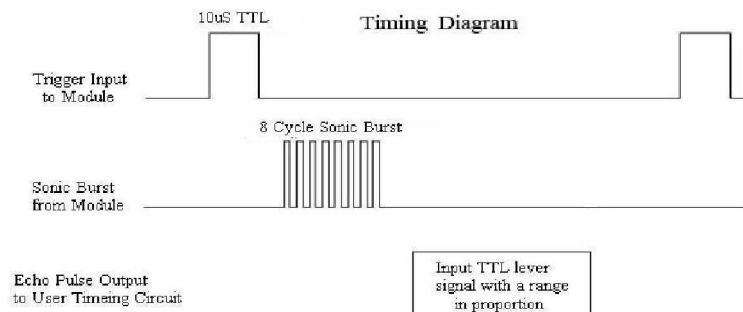 10uS TTL
Timing Diagram
Trigger Input
to Module
8 Cycle Sonic Burst
Sonic Burst
from Module
Echo Pulse Output
to User Timeing Circuit
Input TTL lever
signal with a range
in proportion